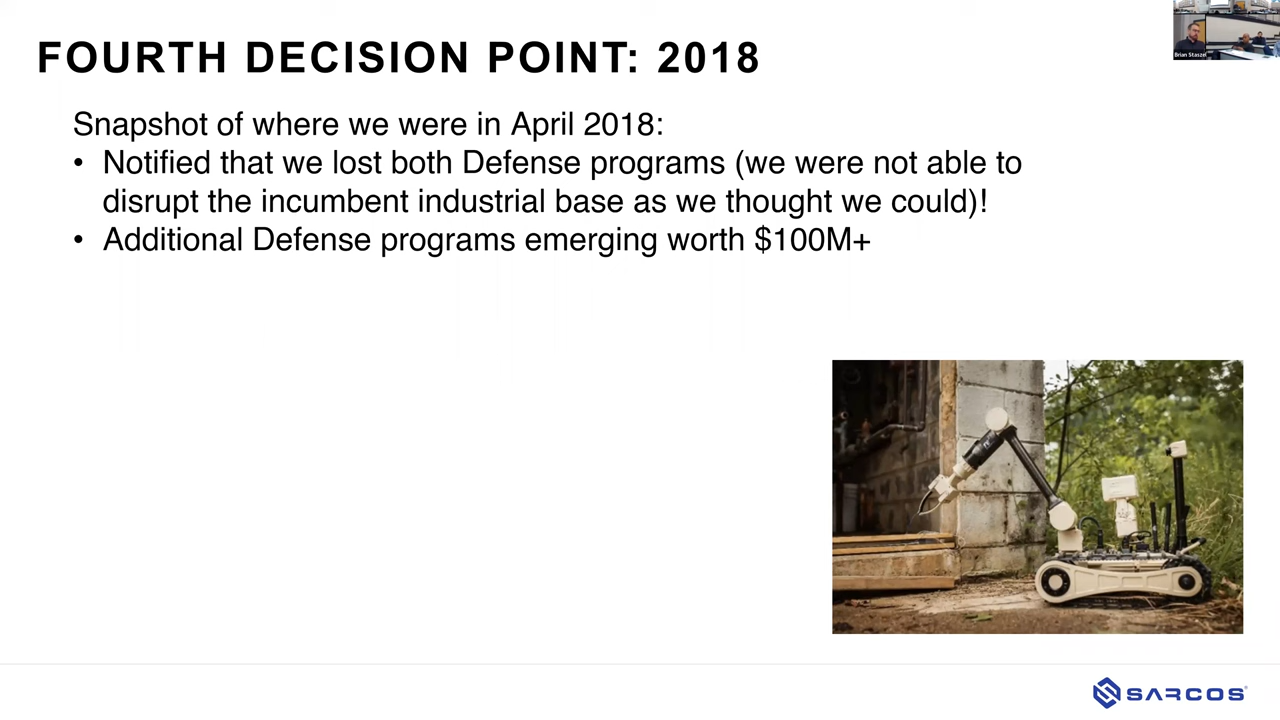 FOURTH DECISION POINT: 2018
Snapshot of where we were in April 2018:
• Notified that we lost both Defense programs (we were not able to
disrupt the incumbent industrial base as we thought we could)!
• Additional Defense programs emerging worth $100M+
Brian Staszel
SARCOS